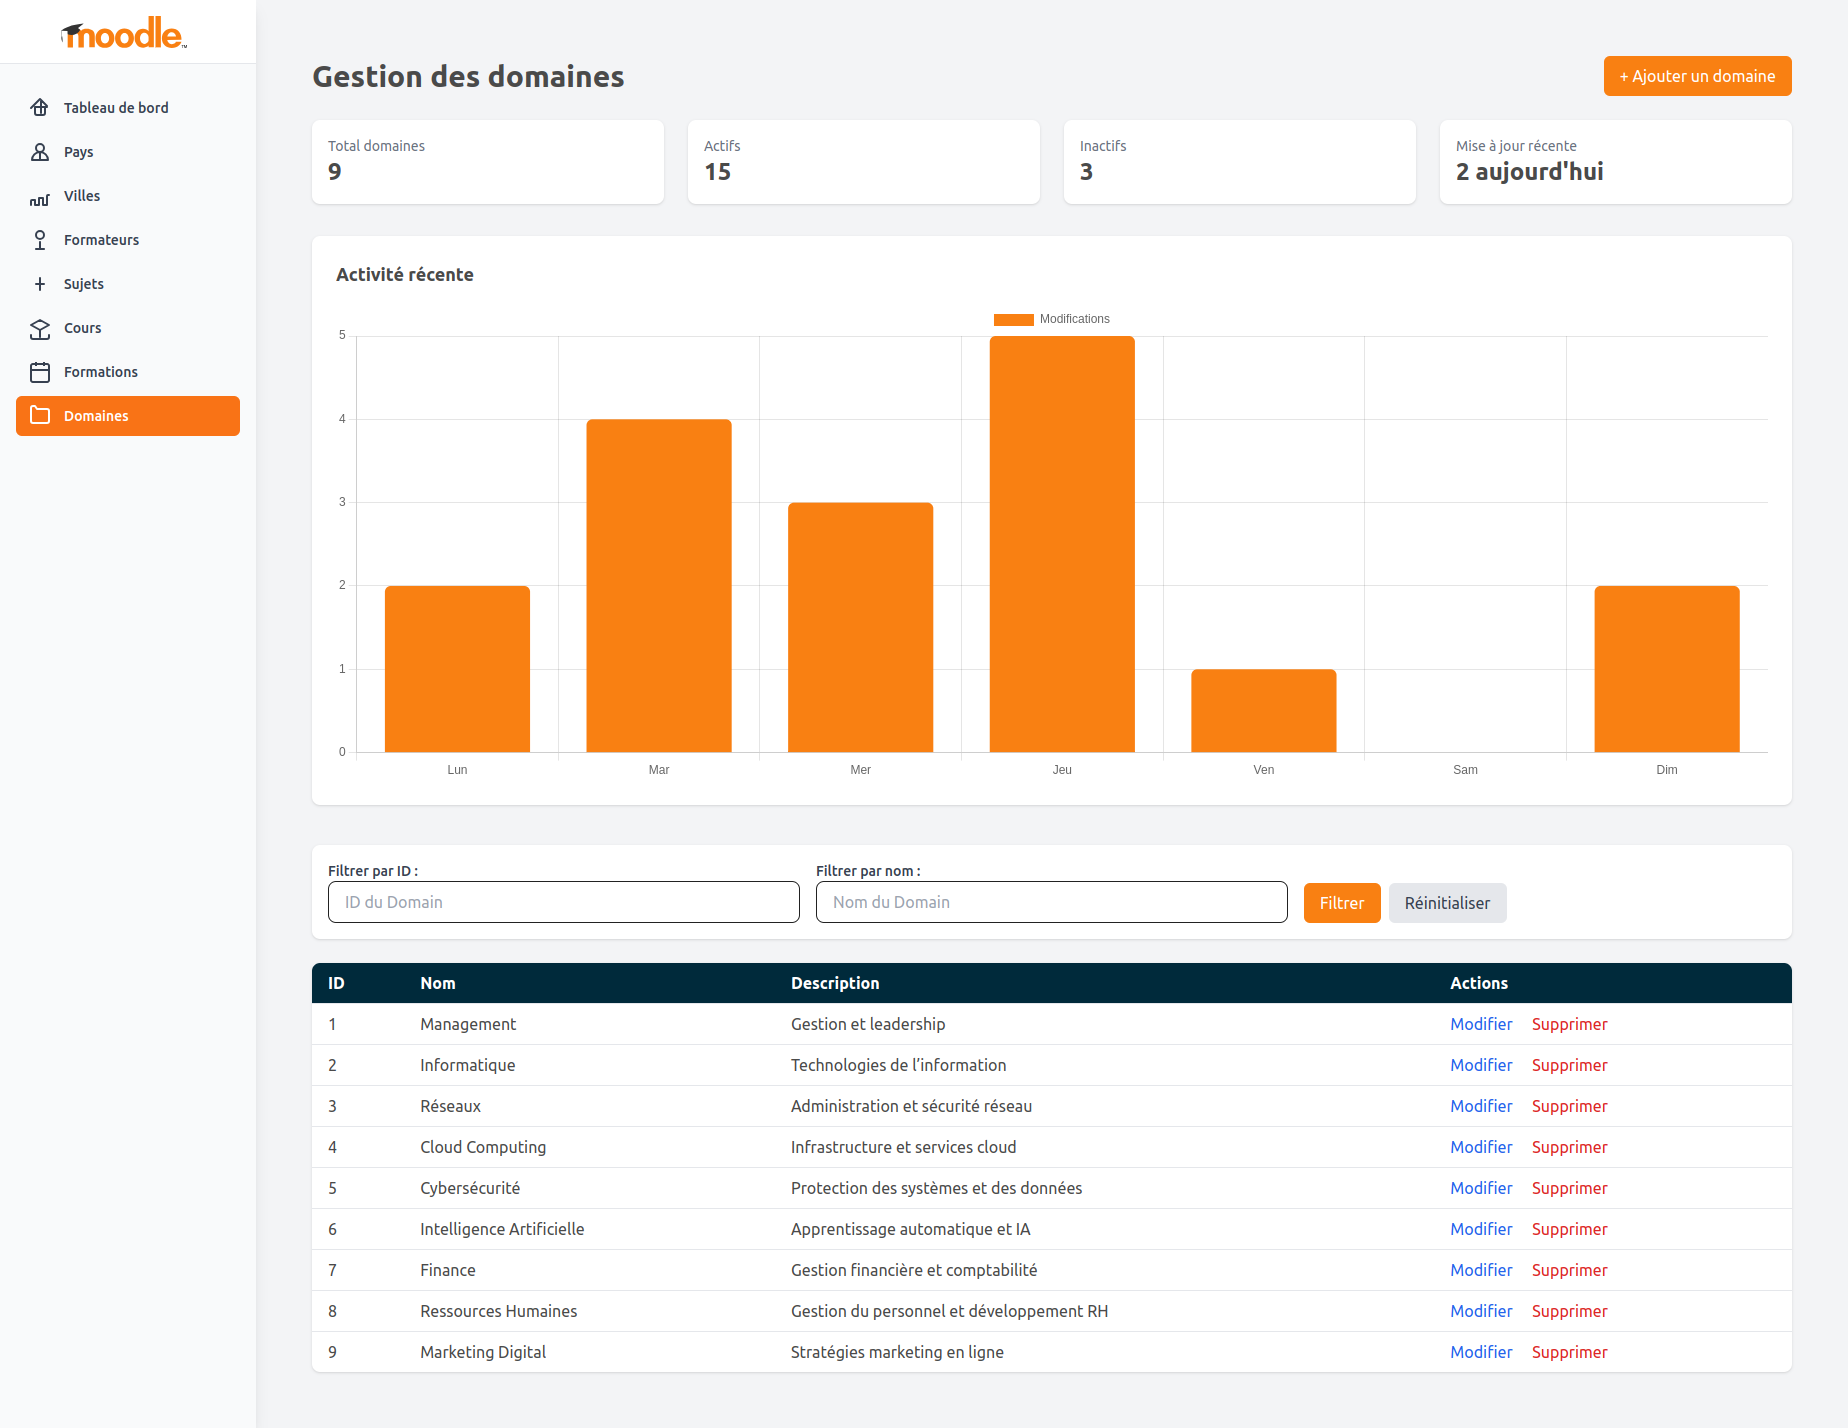 moodle™
Tableau de bord
Pays
Villes
Formateurs
Sujets
Cours
Formations
Domaines
Gestion des domaines
+ Ajouter un domaine
Total domaines
9
Actifs
15
Inactifs
3
Mise à jour récente
2 aujourd'hui
Activité récente
Modifications
5
4
3
2
1
0
Lun Mar Mer Jeu Ven Sam Dim
Filtrer par ID :
ID du Domain
Filtrer par nom :
Nom du Domain
Filtrer
Réinitialiser
ID Nom Description Actions
1 Management Gestion et leadership Modifier Supprimer
2 Informatique Technologies de l’information Modifier Supprimer
3 Réseaux Administration et sécurité réseau Modifier Supprimer
4 Cloud Computing Infrastructure et services cloud Modifier Supprimer
5 Cybersécurité Protection des systèmes et des données Modifier Supprimer
6 Intelligence Artificielle Apprentissage automatique et IA Modifier Supprimer
7 Finance Gestion financière et comptabilité Modifier Supprimer
8 Ressources Humaines Gestion du personnel et développement RH Modifier Supprimer
9 Marketing Digital Stratégies marketing en ligne Modifier Supprimer